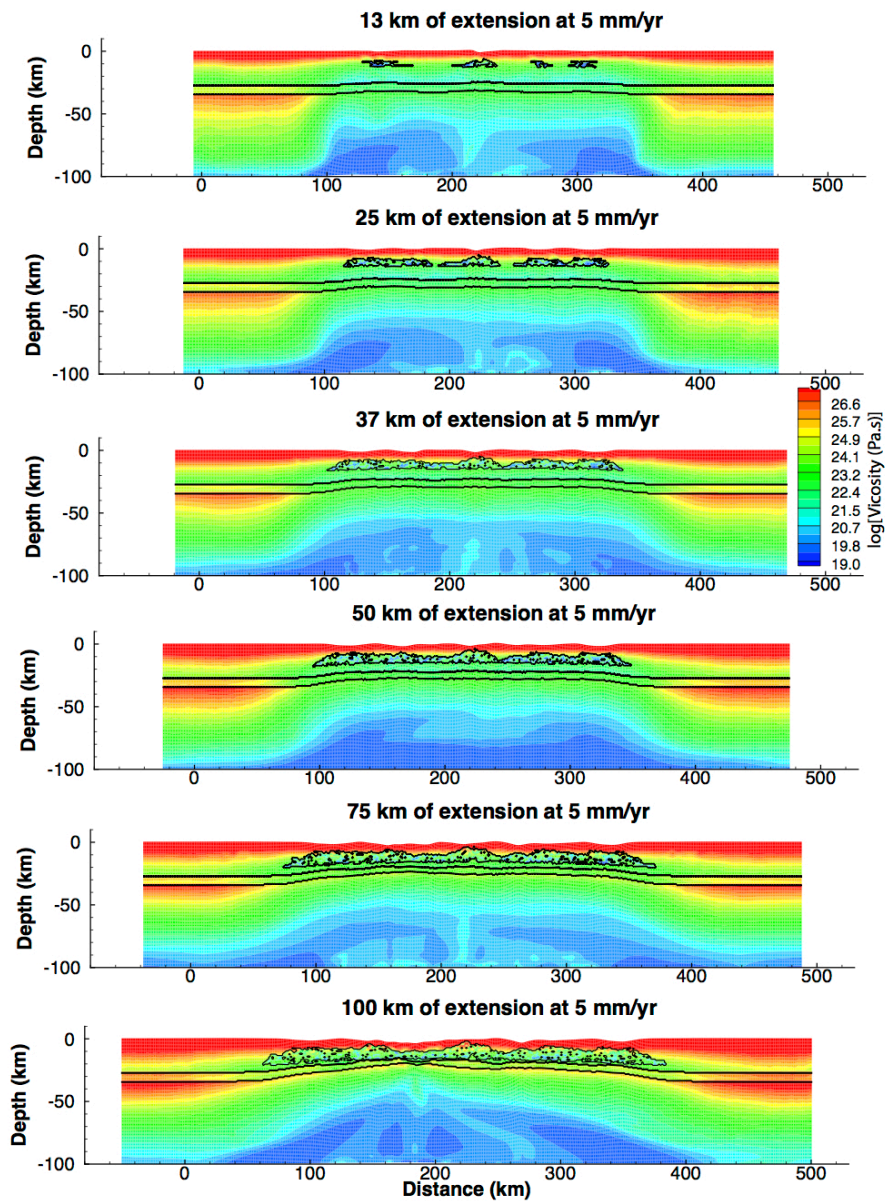 13 km of extension at 5 mm/yr
0
-50
-100
Depth (km)
0 100 200 300 400 500
25 km of extension at 5 mm/yr
0
-50
-100
Depth (km)
0 100 200 300 400 500
37 km of extension at 5 mm/yr
0
-50
-100
Depth (km)
0 100 200 300 400 500
26.6
25.7
24.9
24.1
23.2
22.4
21.5
20.7
19.8
19.0
log[Vicosity (Pa.s)]
50 km of extension at 5 mm/yr
0
-50
-100
Depth (km)
0 100 200 300 400 500
75 km of extension at 5 mm/yr
0
-50
-100
Depth (km)
0 100 200 300 400 500
100 km of extension at 5 mm/yr
0
-50
-100
Depth (km)
0 100 200 300 400 500
Distance (km)